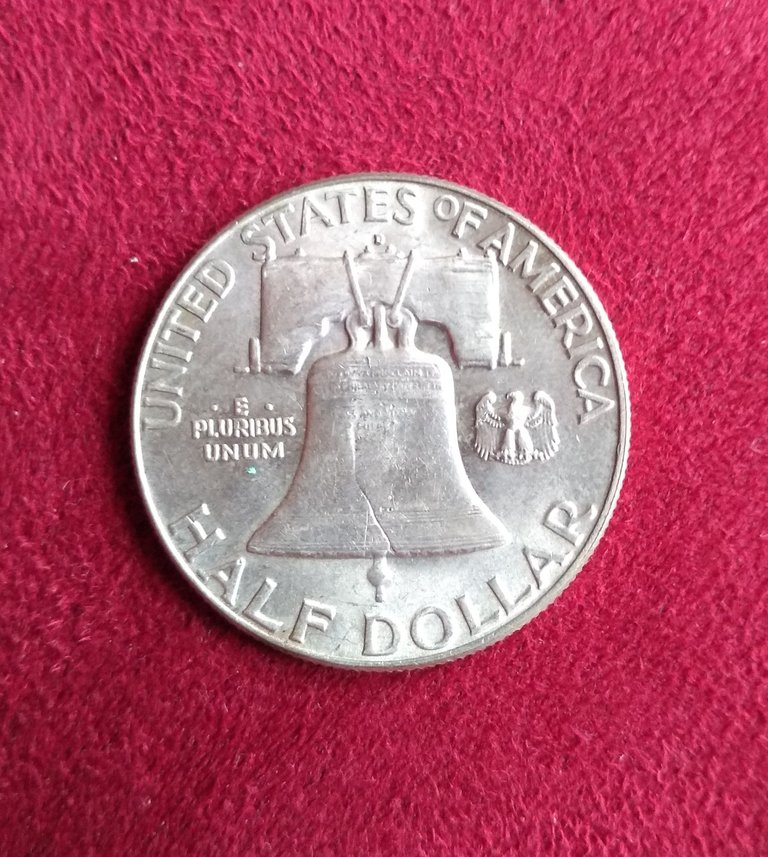 UNITED STATES OF AMERICA
· E ·
PLURIBUS
UNUM
HALF DOLLAR